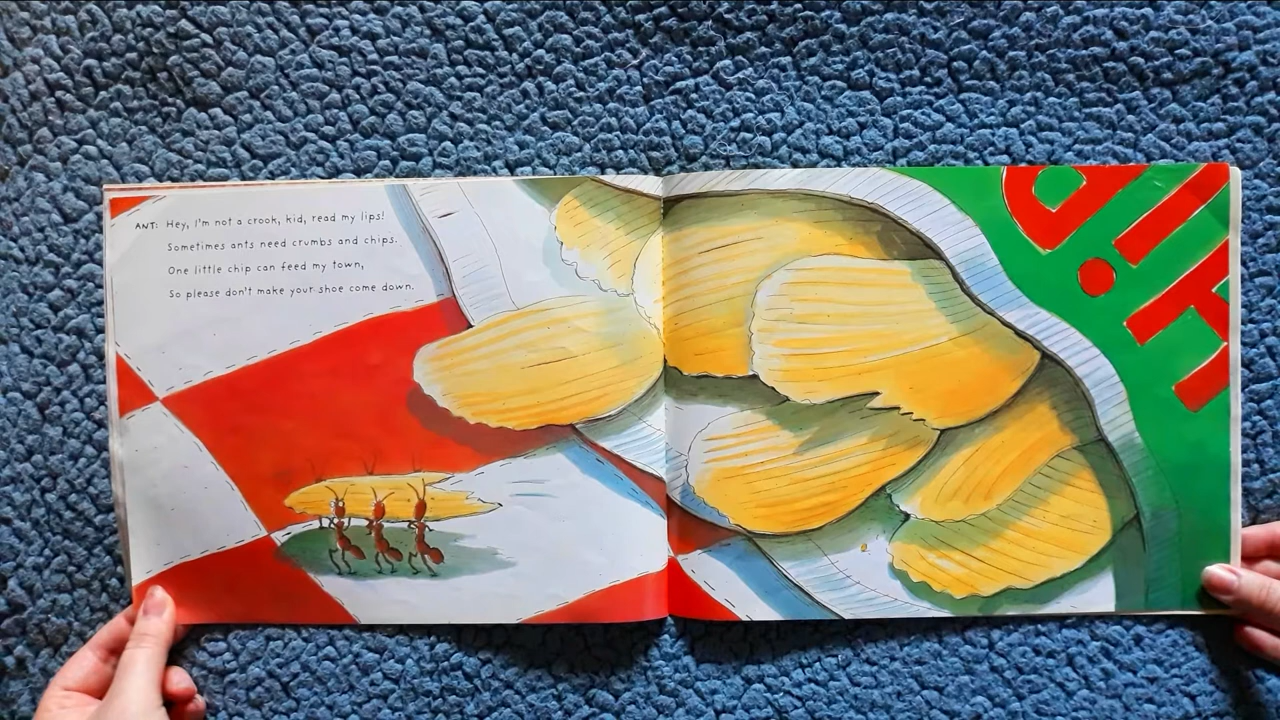 ANT: Hey, I'm not a crook, kid, read my lips!
Sometimes ants need crumbs and chips.
One little chip can feed my town,
So please don't make your shoe come down.